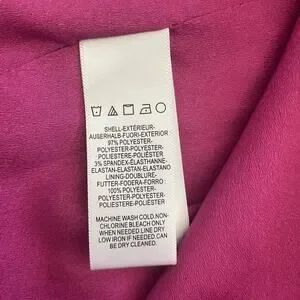 SHELL-EXTÉRIEUR-
AUßERHALB-FUORI-EXTERIOR
97% POLYESTER-
POLYESTER-POLYESTER-
POLIESTERE-POLIÉSTER
3% SPANDEX-ÉLASTHANNE-
ELASTAN-ELASTAN-ELASTANO
LINING-DOUBLURE-
FUTTER-FODERA-FORRO
100% POLYESTER-
POLYESTER-POLYESTER-
POLIESTERE-POLIÉSTER
MACHINE WASH COLD,NON-
CHLORINE BLEACH ONLY
WHEN NEEDED.LINE DRY
LOW IRON IF NEEDED.CAN
BE DRY CLEANED.